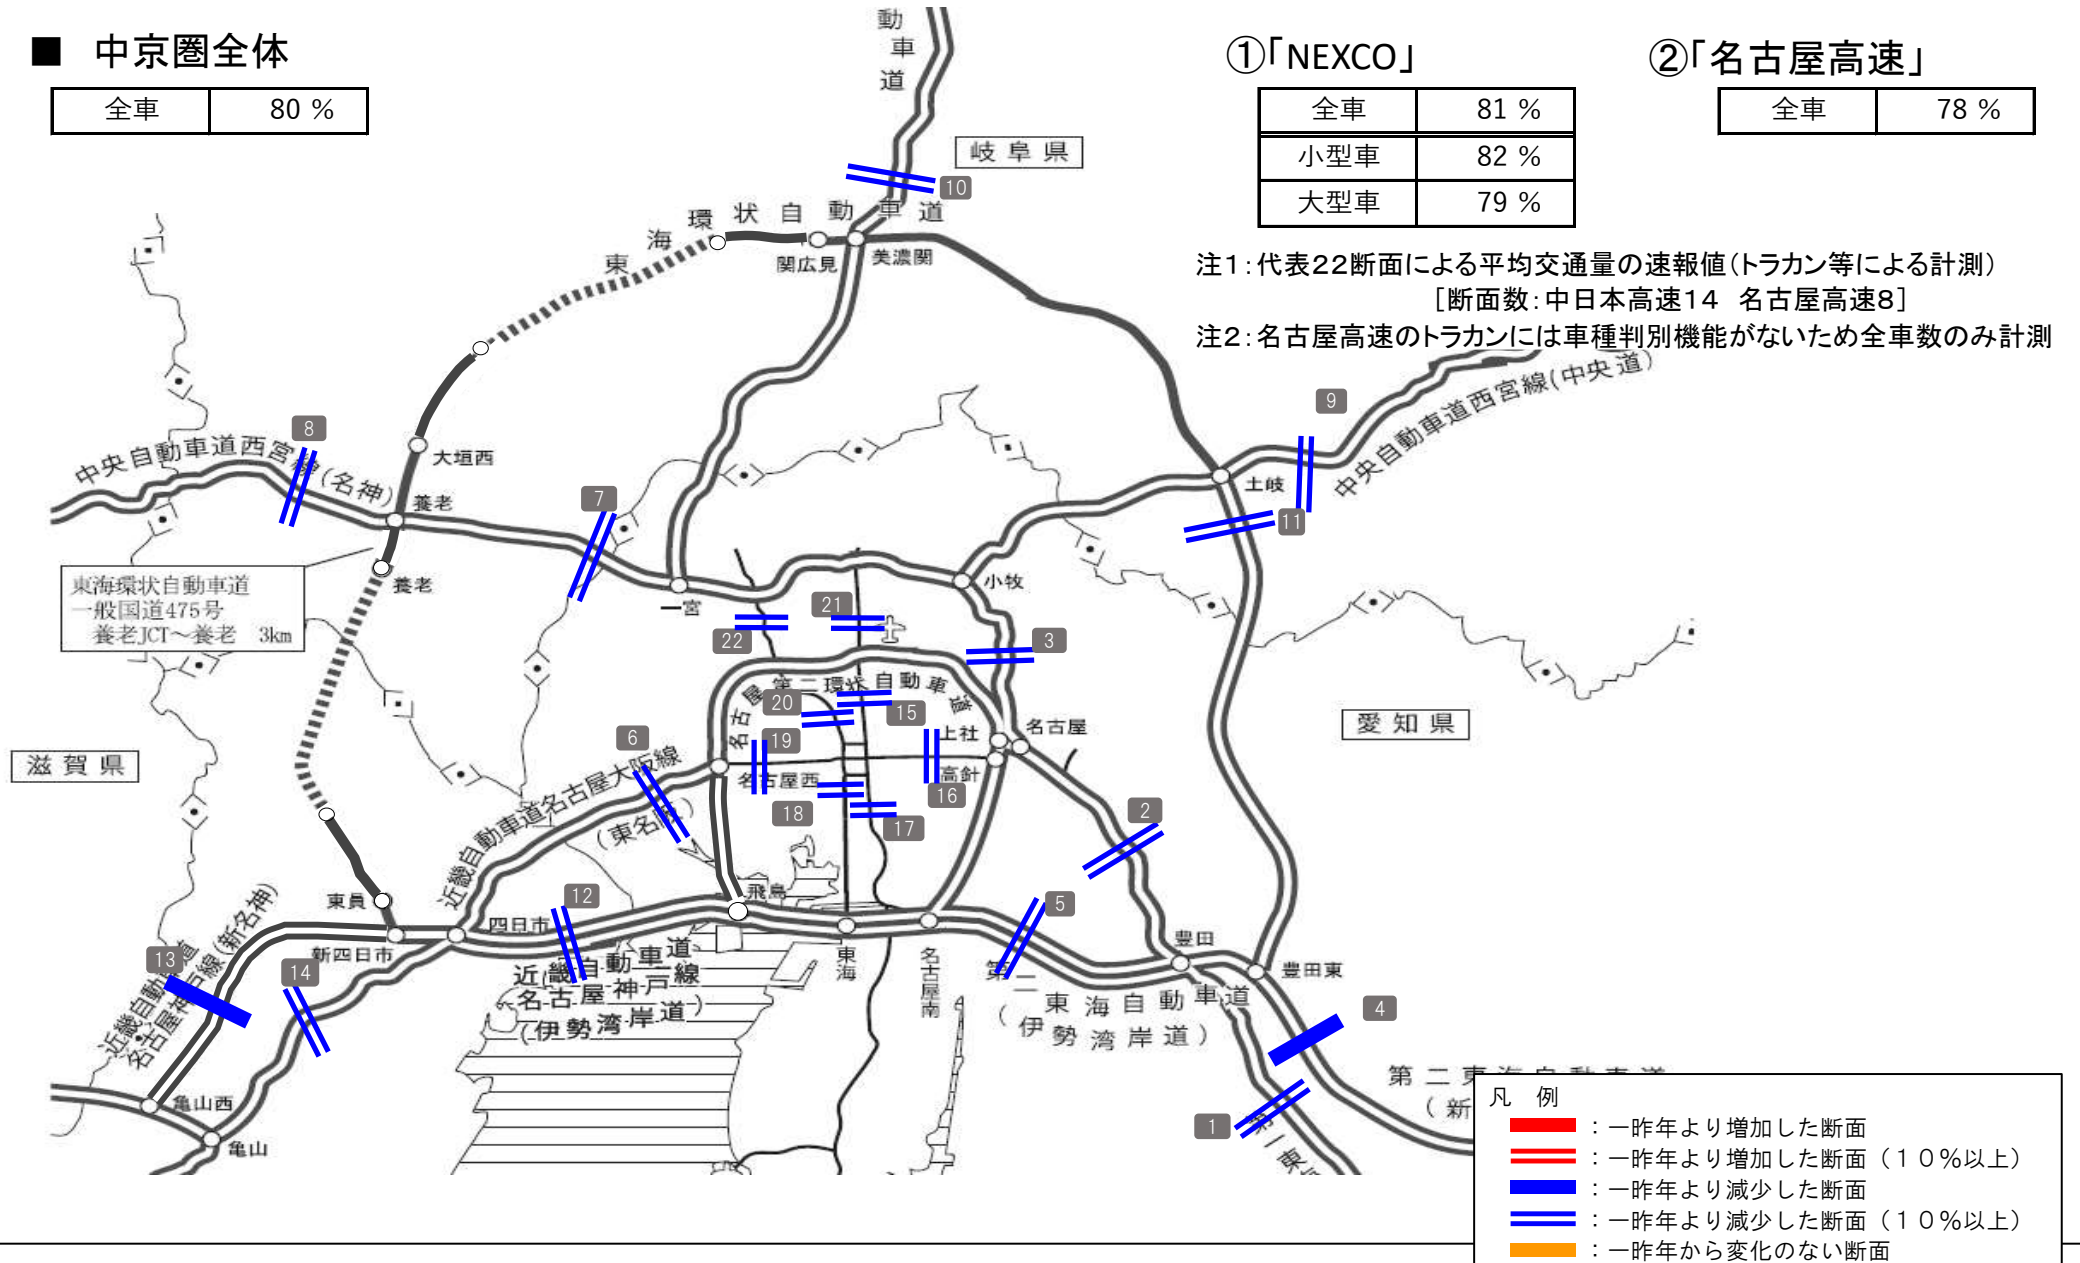 ■ 中京圏全体
全車 80 %
①「NEXCO」
全車 81 %
小型車 82 %
大型車 79 %
②「名古屋高速」
全車 78 %
注1：代表22断面による平均交通量の速報値（トラカン等による計測）
［断面数：中日本高速14　名古屋高速8］
注2：名古屋高速のトラカンには車種判別機能がないため全車数のみ計測
動車道
岐阜県
10
東海環状自動車道
関広見
美濃関
9
中央自動車道西宮線(中央道)
8
中央自動車道西宮線(名神)
大垣西
養老
7
土岐
11
養老
東海環状自動車道
一般国道475号
養老JCT～養老　3km
一宮
小牧
21
22
3
名古屋第二環状自動車道
20
15
上社
名古屋
愛知県
滋賀県
6
19
名古屋西
高針
16
近畿自動車道名古屋大阪線
(東名阪)
18
17
2
東員
飛島
12
四日市
5
新四日市
13
14
近畿自動車道
名古屋神戸線(新名神)
近畿自動車道
名古屋神戸線
(伊勢湾岸道)
東海
名古屋南
豊田
豊田東
第二東海自動車道
(伊勢湾岸道)
4
亀山西
亀山
1
第二東海自動車道
(新
第一東
凡　例
：一昨年より増加した断面
：一昨年より増加した断面（１０％以上）
：一昨年より減少した断面
：一昨年より減少した断面（１０％以上）
：一昨年から変化のない断面